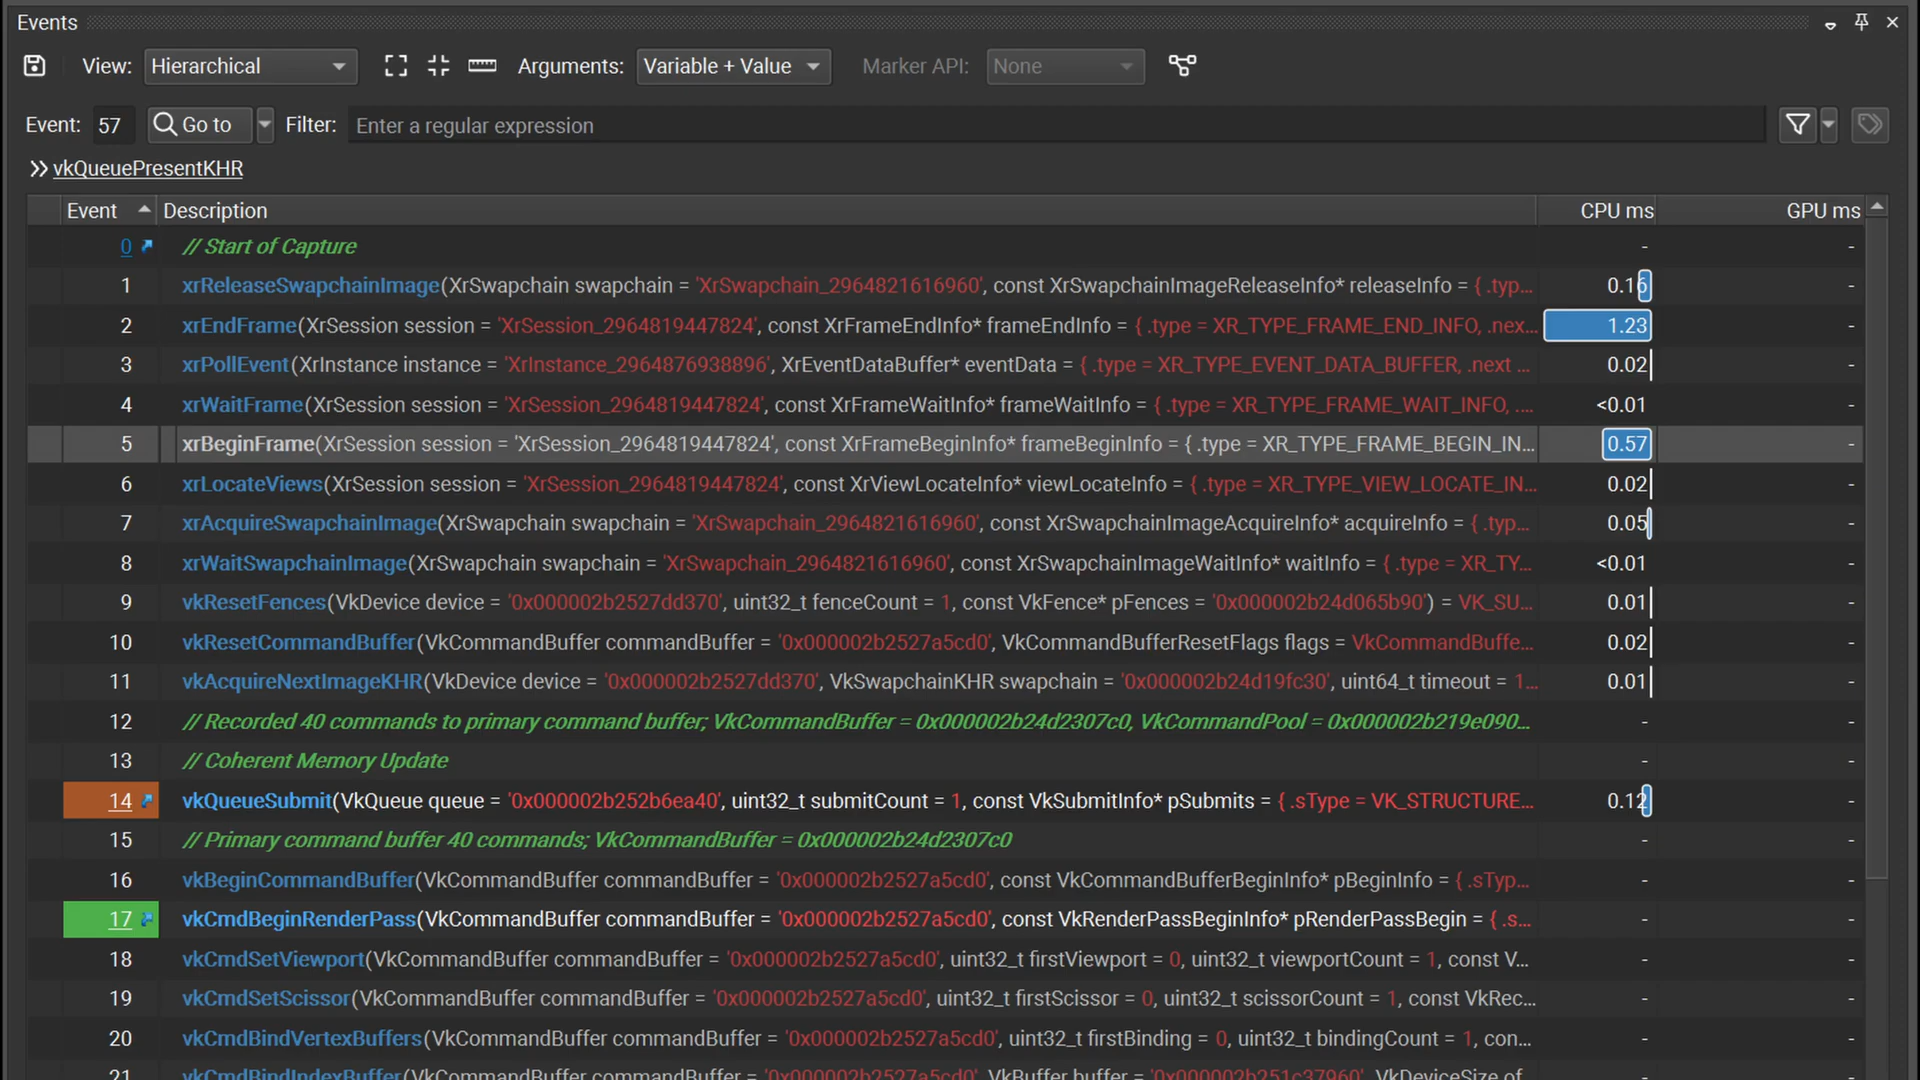 Events
View: Hierarchical Arguments: Variable + Value Marker API: None
Event: 57 Go to Filter: Enter a regular expression
vkQueuePresentKHR
Event Description CPU ms GPU ms
0 // Start of Capture - -
1 xrReleaseSwapchainImage(XrSwapchain swapchain = 'XrSwapchain_2964821616960', const XrSwapchainImageReleaseInfo* releaseInfo = { .typ... 0.16 -
2 xrEndFrame(XrSession session = 'XrSession_2964819447824', const XrFrameEndInfo* frameEndInfo = { .type = XR_TYPE_FRAME_END_INFO, .nex... 1.23 -
3 xrPollEvent(XrInstance instance = 'XrInstance_2964876938896', XrEventDataBuffer* eventData = { .type = XR_TYPE_EVENT_DATA_BUFFER, .next ... 0.02 -
4 xrWaitFrame(XrSession session = 'XrSession_2964819447824', const XrFrameWaitInfo* frameWaitInfo = { .type = XR_TYPE_FRAME_WAIT_INFO, .... <0.01 -
5 xrBeginFrame(XrSession session = 'XrSession_2964819447824', const XrFrameBeginInfo* frameBeginInfo = { .type = XR_TYPE_FRAME_BEGIN_IN... 0.57 -
6 xrLocateViews(XrSession session = 'XrSession_2964819447824', const XrViewLocateInfo* viewLocateInfo = { .type = XR_TYPE_VIEW_LOCATE_IN... 0.02 -
7 xrAcquireSwapchainImage(XrSwapchain swapchain = 'XrSwapchain_2964821616960', const XrSwapchainImageAcquireInfo* acquireInfo = { .typ... 0.05 -
8 xrWaitSwapchainImage(XrSwapchain swapchain = 'XrSwapchain_2964821616960', const XrSwapchainImageWaitInfo* waitInfo = { .type = XR_TY... <0.01 -
9 vkResetFences(VkDevice device = '0x000002b2527dd370', uint32_t fenceCount = 1, const VkFence* pFences = '0x000002b24d065b90') = VK_SU... 0.01 -
10 vkResetCommandBuffer(VkCommandBuffer commandBuffer = '0x000002b2527a5cd0', VkCommandBufferResetFlags flags = VkCommandBuffe... 0.02 -
11 vkAcquireNextImageKHR(VkDevice device = '0x000002b2527dd370', VkSwapchainKHR swapchain = '0x000002b24d19fc30', uint64_t timeout = 1... 0.01 -
12 // Recorded 40 commands to primary command buffer; VkCommandBuffer = 0x000002b24d2307c0, VkCommandPool = 0x000002b219e090... - -
13 // Coherent Memory Update - -
14 vkQueueSubmit(VkQueue queue = '0x000002b252b6ea40', uint32_t submitCount = 1, const VkSubmitInfo* pSubmits = { .sType = VK_STRUCTURE... 0.12 -
15 // Primary command buffer 40 commands; VkCommandBuffer = 0x000002b24d2307c0 - -
16 vkBeginCommandBuffer(VkCommandBuffer commandBuffer = '0x000002b2527a5cd0', const VkCommandBufferBeginInfo* pBeginInfo = { .sTyp... - -
17 vkCmdBeginRenderPass(VkCommandBuffer commandBuffer = '0x000002b2527a5cd0', const VkRenderPassBeginInfo* pRenderPassBegin = { .s... - -
18 vkCmdSetViewport(VkCommandBuffer commandBuffer = '0x000002b2527a5cd0', uint32_t firstViewport = 0, uint32_t viewportCount = 1, const V... - -
19 vkCmdSetScissor(VkCommandBuffer commandBuffer = '0x000002b2527a5cd0', uint32_t firstScissor = 0, uint32_t scissorCount = 1, const VkRec... - -
20 vkCmdBindVertexBuffers(VkCommandBuffer commandBuffer = '0x000002b2527a5cd0', uint32_t firstBinding = 0, uint32_t bindingCount = 1, con... - -
21 vkCmdBindIndexBuffer(VkCommandBuffer commandBuffer = '0x000002b2527a5cd0', VkBuffer buffer = '0x000002b251c37960', VkDeviceSize of...